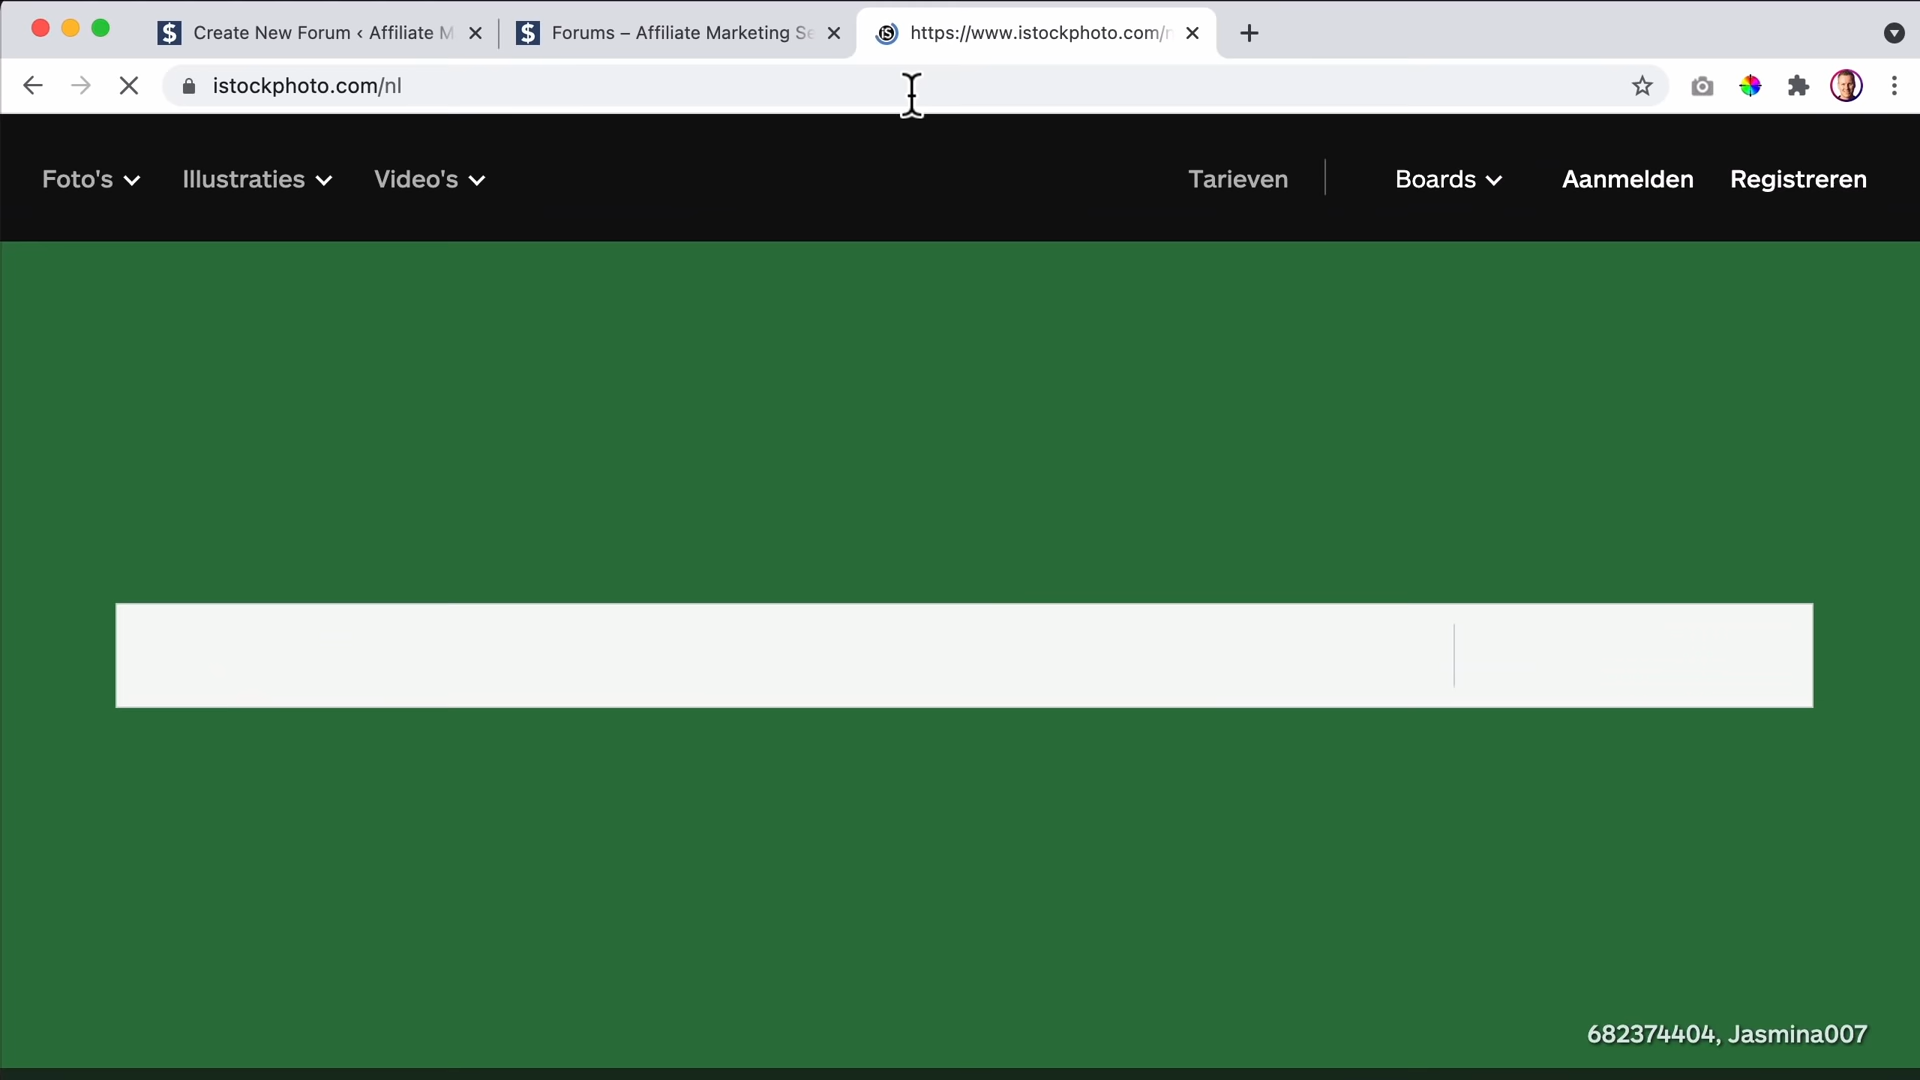 Create New Forum ‹ Affiliate M
Forums – Affiliate Marketing Se
https://www.istockphoto.com/n
istockphoto.com/nl
Foto's
Illustraties
Video's
Tarieven
Boards
Aanmelden
Registreren
682374404, Jasmina007